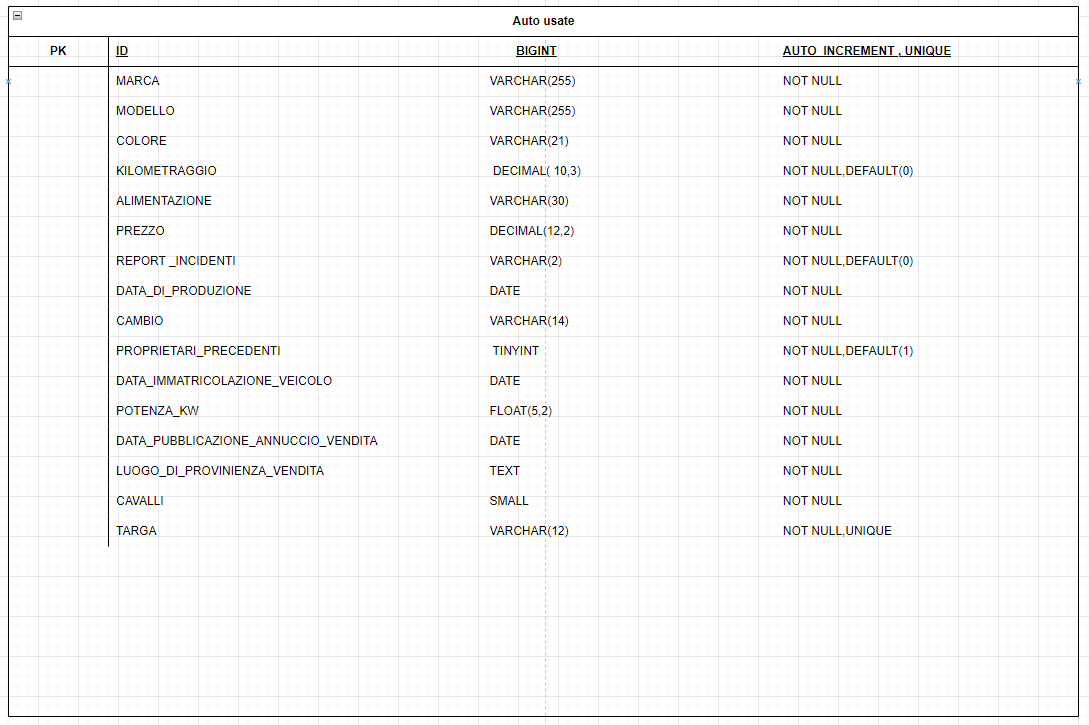 Auto usate
PK ID BIGINT AUTO_INCREMENT , UNIQUE
MARCA VARCHAR(255) NOT NULL
MODELLO VARCHAR(255) NOT NULL
COLORE VARCHAR(21) NOT NULL
KILOMETRAGGIO DECIMAL( 10,3) NOT NULL,DEFAULT(0)
ALIMENTAZIONE VARCHAR(30) NOT NULL
PREZZO DECIMAL(12,2) NOT NULL
REPORT _INCIDENTI VARCHAR(2) NOT NULL,DEFAULT(0)
DATA_DI_PRODUZIONE DATE NOT NULL
CAMBIO VARCHAR(14) NOT NULL
PROPRIETARI_PRECEDENTI TINYINT NOT NULL,DEFAULT(1)
DATA_IMMATRICOLAZIONE_VEICOLO DATE NOT NULL
POTENZA_KW FLOAT(5,2) NOT NULL
DATA_PUBBLICAZIONE_ANNUCCIO_VENDITA DATE NOT NULL
LUOGO_DI_PROVINIENZA_VENDITA TEXT NOT NULL
CAVALLI SMALL NOT NULL
TARGA VARCHAR(12) NOT NULL,UNIQUE